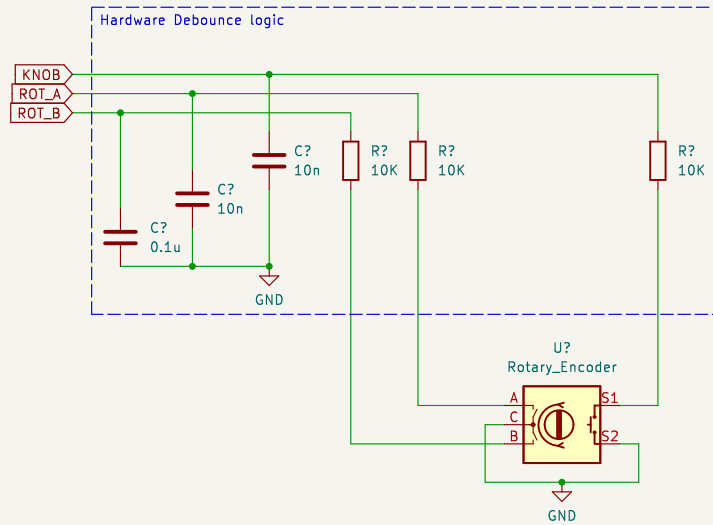 Hardware Debounce logic
KNOB
ROT_A
ROT_B
C?
10n
R?
10K
R?
10K
R?
10K
C?
10n
C?
0.1u
GND
U?
Rotary_Encoder
A
S1
C
B
S2
GND